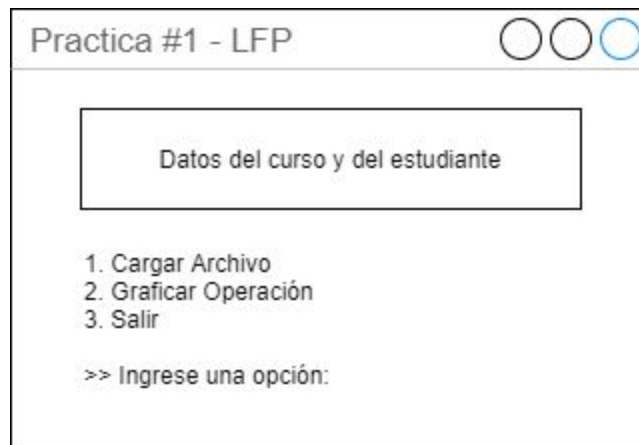 Practica #1 - LFP
Datos del curso y del estudiante
1. Cargar Archivo
2. Graficar Operación
3. Salir
>> Ingrese una opción: